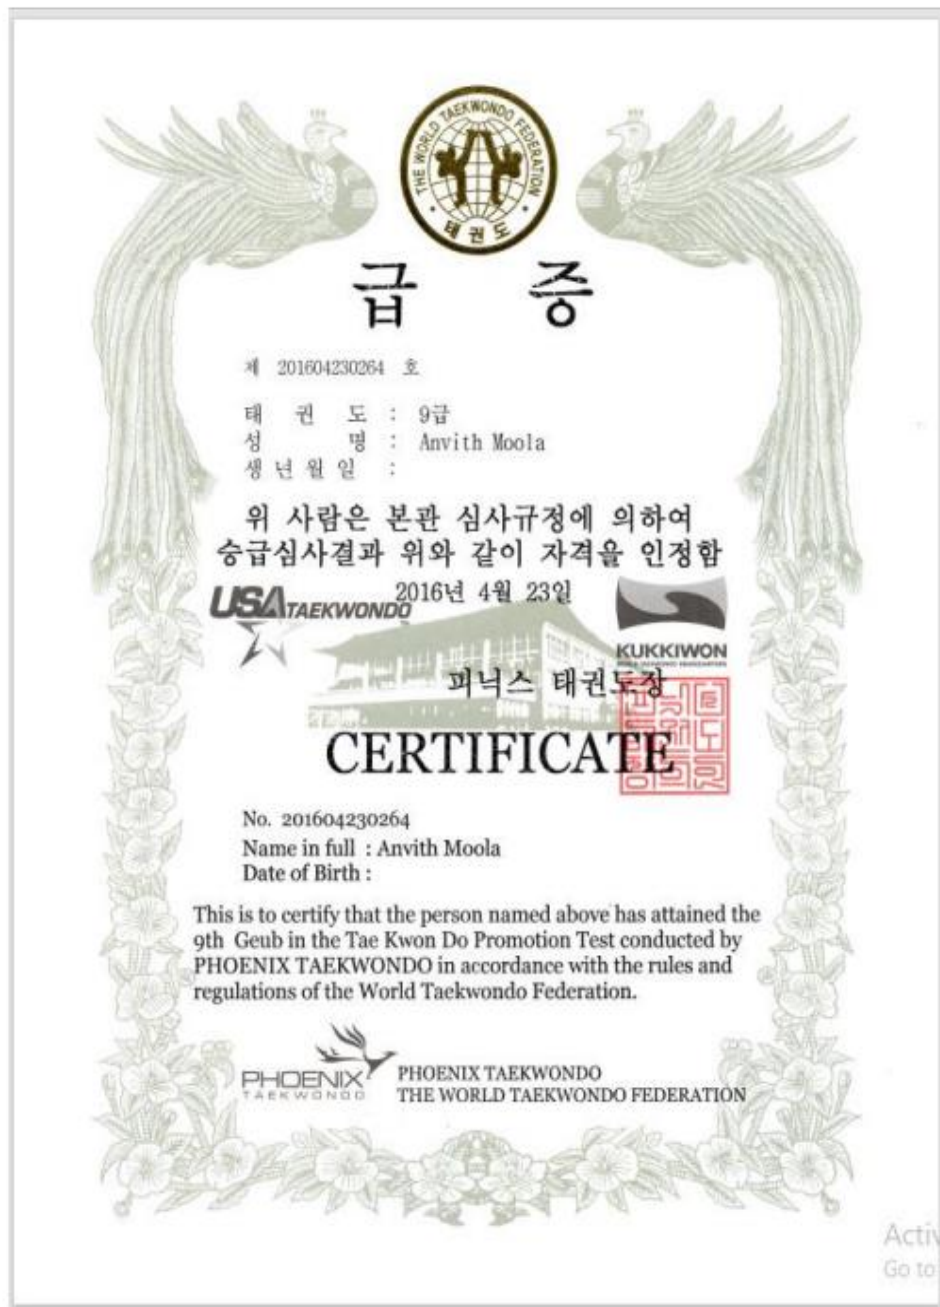 THE WORLD TAEKWONDO FEDERATION
태권도
급 증
제 201604230264 호
태 권 도 : 9급
성 명 : Anvith Moola
생 년 월 일 :
위 사람은 본관 심사규정에 의하여
승급심사결과 위와 같이 자격을 인정함
2016년 4월 23일
USA TAEKWONDO
KUKKIWON
피닉스 태권도장
CERTIFICATE
No. 201604230264
Name in full : Anvith Moola
Date of Birth :
This is to certify that the person named above has attained the
9th Geub in the Tae Kwon Do Promotion Test conducted by
PHOENIX TAEKWONDO in accordance with the rules and
regulations of the World Taekwondo Federation.
PHOENIX
TAEKWONDO
PHOENIX TAEKWONDO
THE WORLD TAEKWONDO FEDERATION
Go to